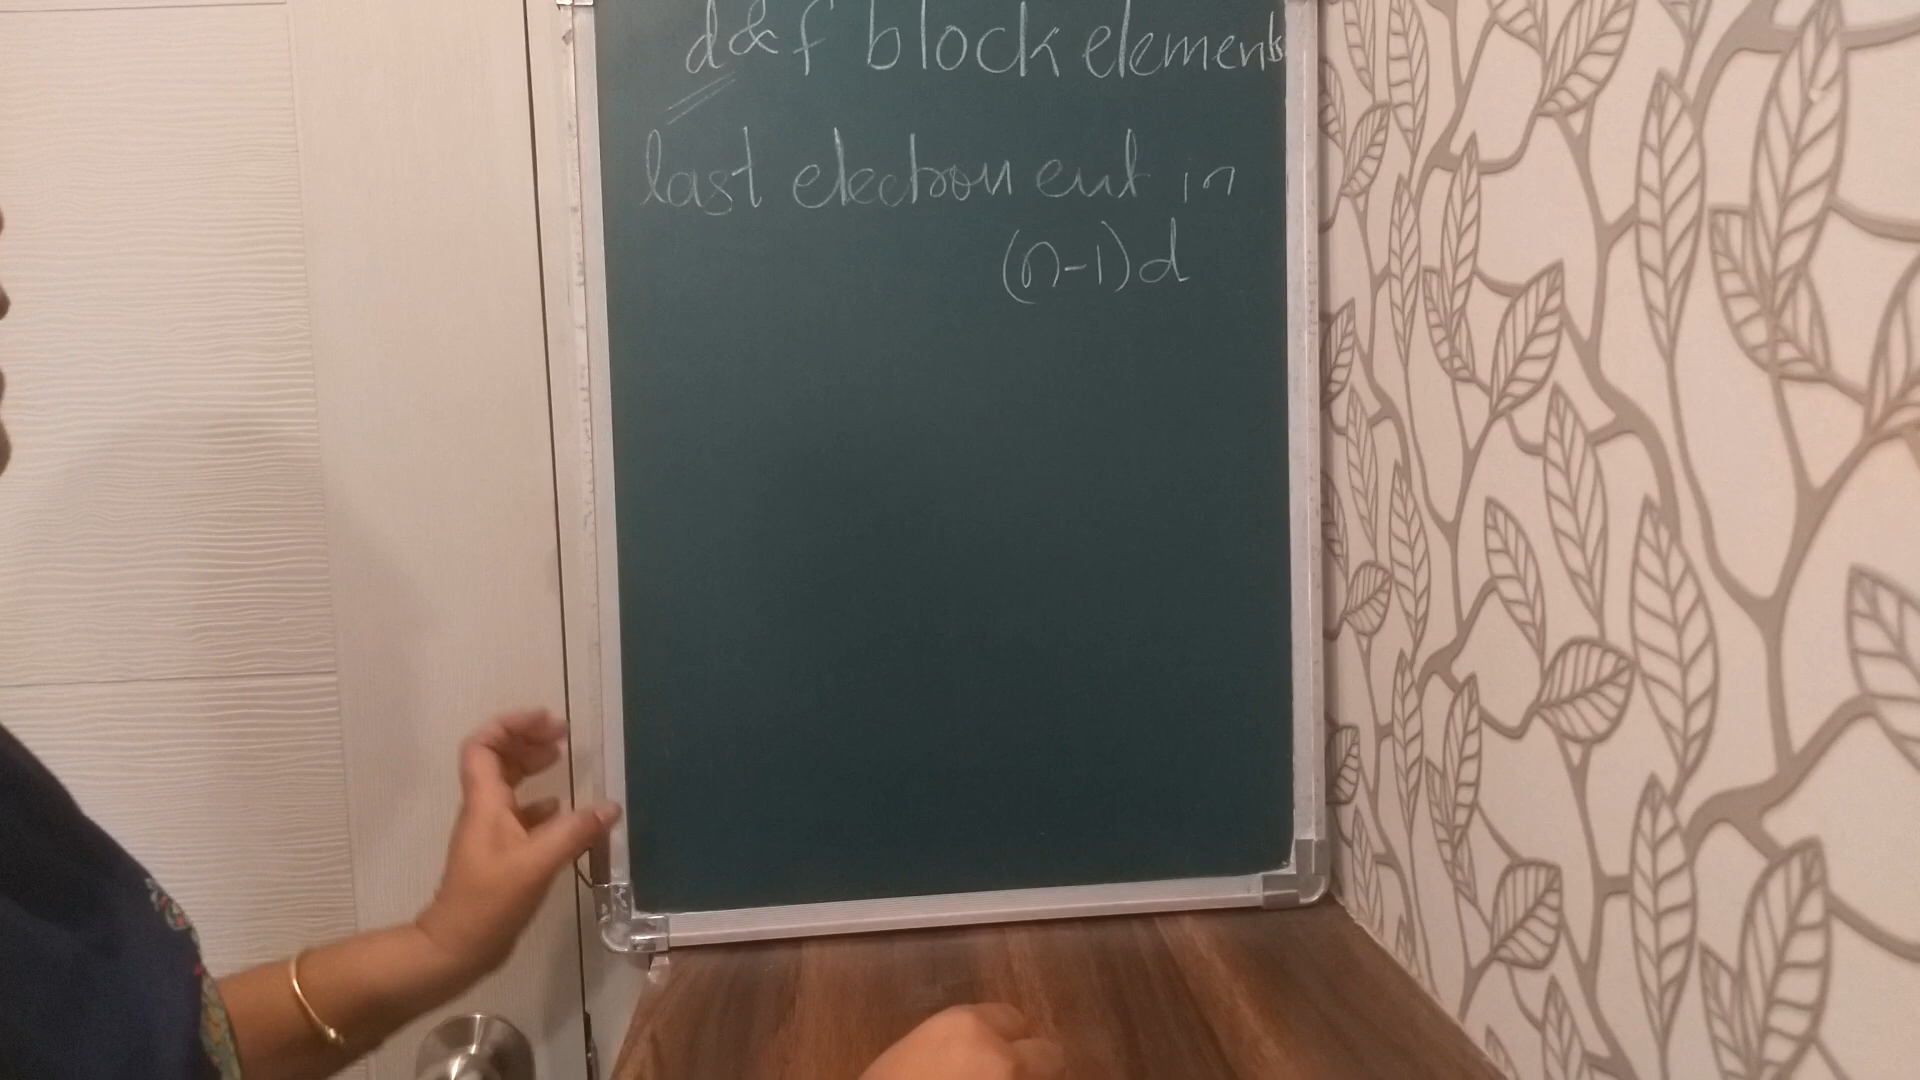 d & f block elements
last electron ent in
(n-1)d